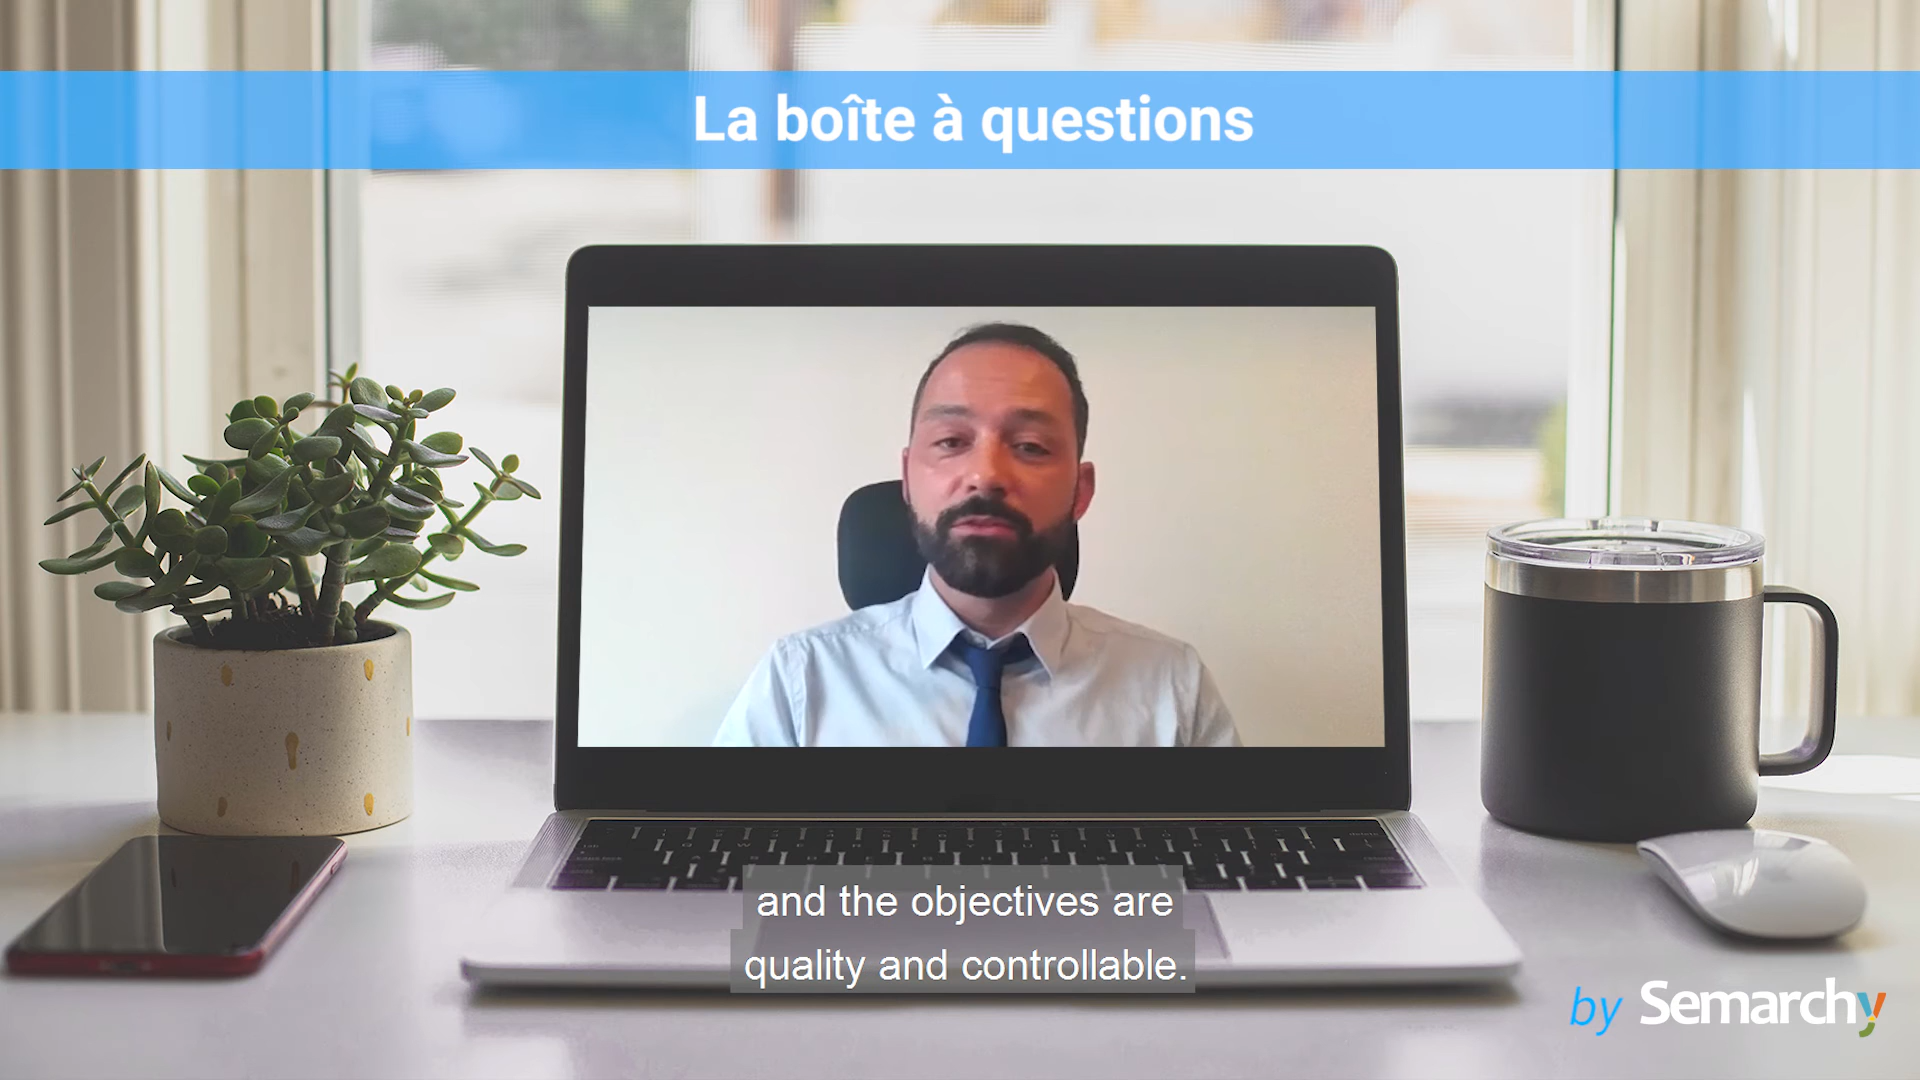 La boîte à questions
and the objectives are
quality and controllable.
by Semarchy